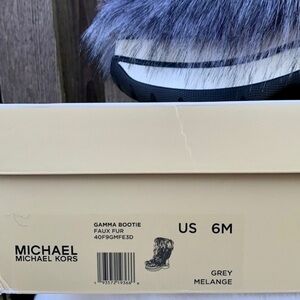 GAMMA BOOTIE
FAUX FUR
40F9GMFE3D
US 6M
MICHAEL
MICHAEL KORS
GREY
MELANGE